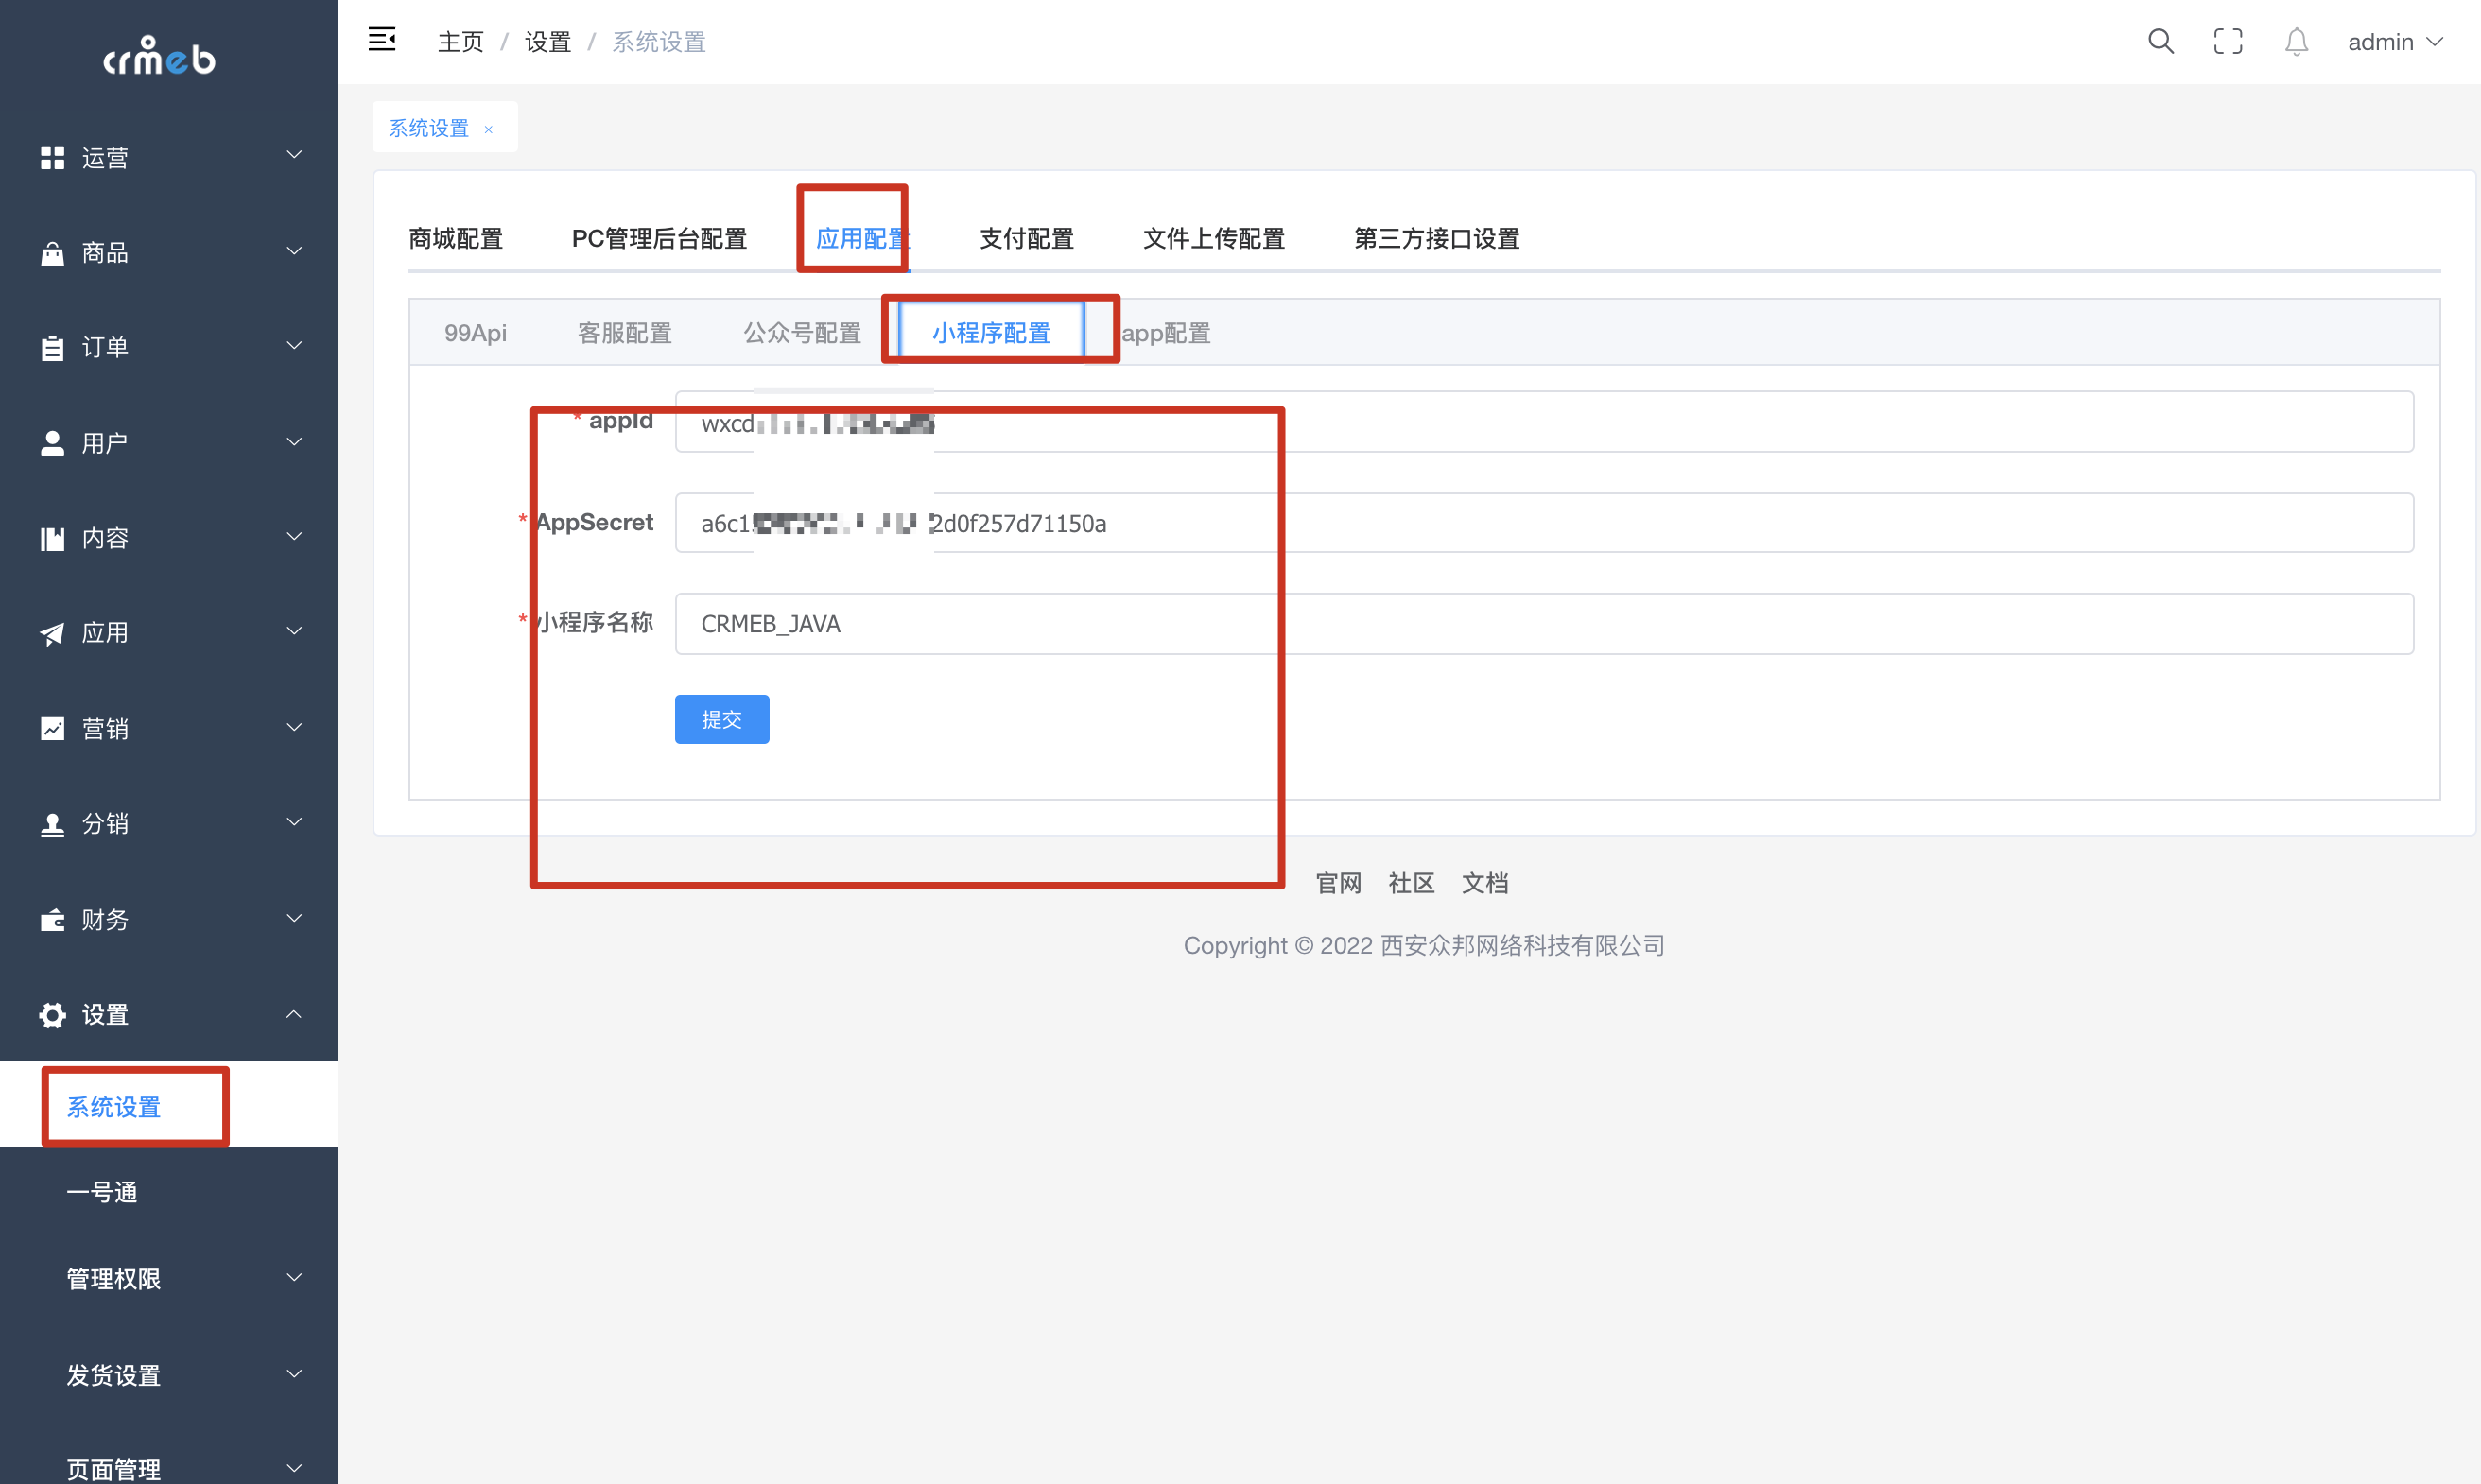 crmeb
主页 / 设置 / 系统设置
admin
系统设置 ×
运营
商品
订单
用户
内容
应用
营销
分销
财务
设置
系统设置
一号通
管理权限
发货设置
页面管理
商城配置 PC管理后台配置 应用配置 支付配置 文件上传配置 第三方接口设置
99Api 客服配置 公众号配置 小程序配置 app配置
* appId wxcd
* AppSecret a6c1 2d0f257d71150a
* 小程序名称 CRMEB_JAVA
提交
官网 社区 文档
Copyright © 2022 西安众邦网络科技有限公司